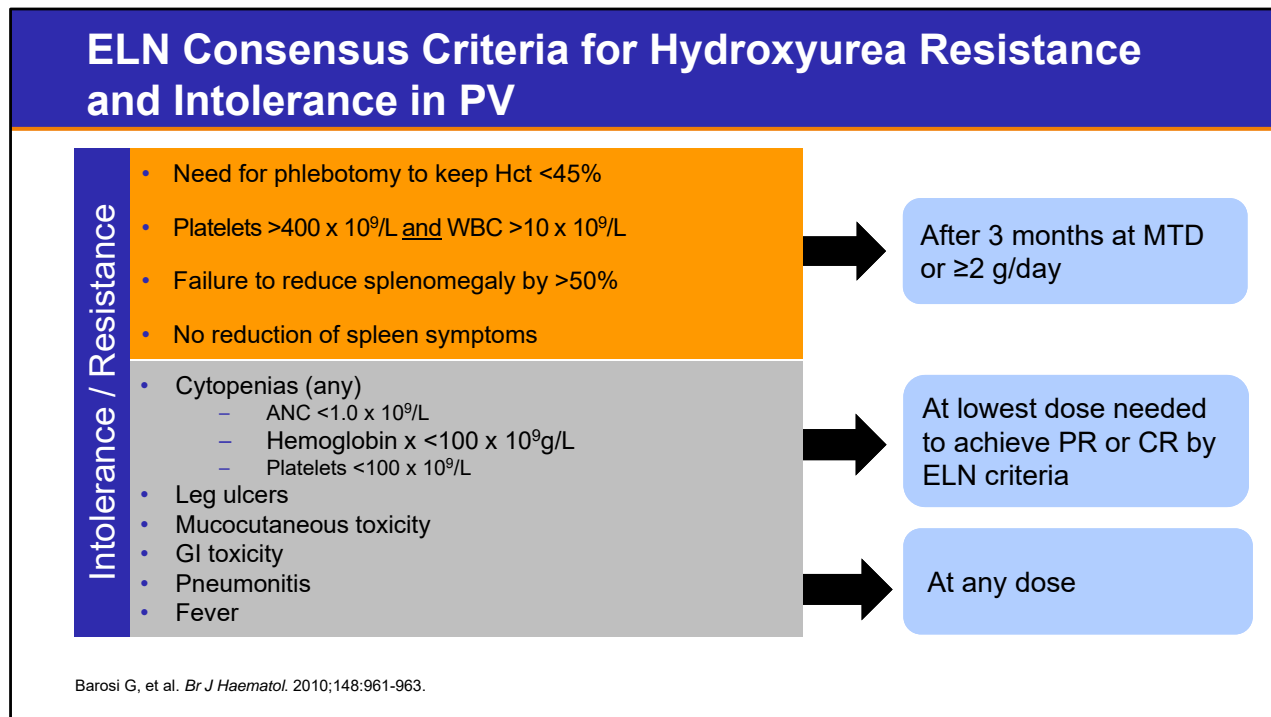 ELN Consensus Criteria for Hydroxyurea Resistance
and Intolerance in PV
Intolerance / Resistance
• Need for phlebotomy to keep Hct <45%
• Platelets >400 x 10⁹/L and WBC >10 x 10⁹/L
• Failure to reduce splenomegaly by >50%
• No reduction of spleen symptoms
After 3 months at MTD
or ≥2 g/day
• Cytopenias (any)
– ANC <1.0 x 10⁹/L
– Hemoglobin x <100 x 10⁹g/L
– Platelets <100 x 10⁹/L
• Leg ulcers
• Mucocutaneous toxicity
• GI toxicity
• Pneumonitis
• Fever
At lowest dose needed
to achieve PR or CR by
ELN criteria
At any dose
Barosi G, et al. Br J Haematol. 2010;148:961-963.